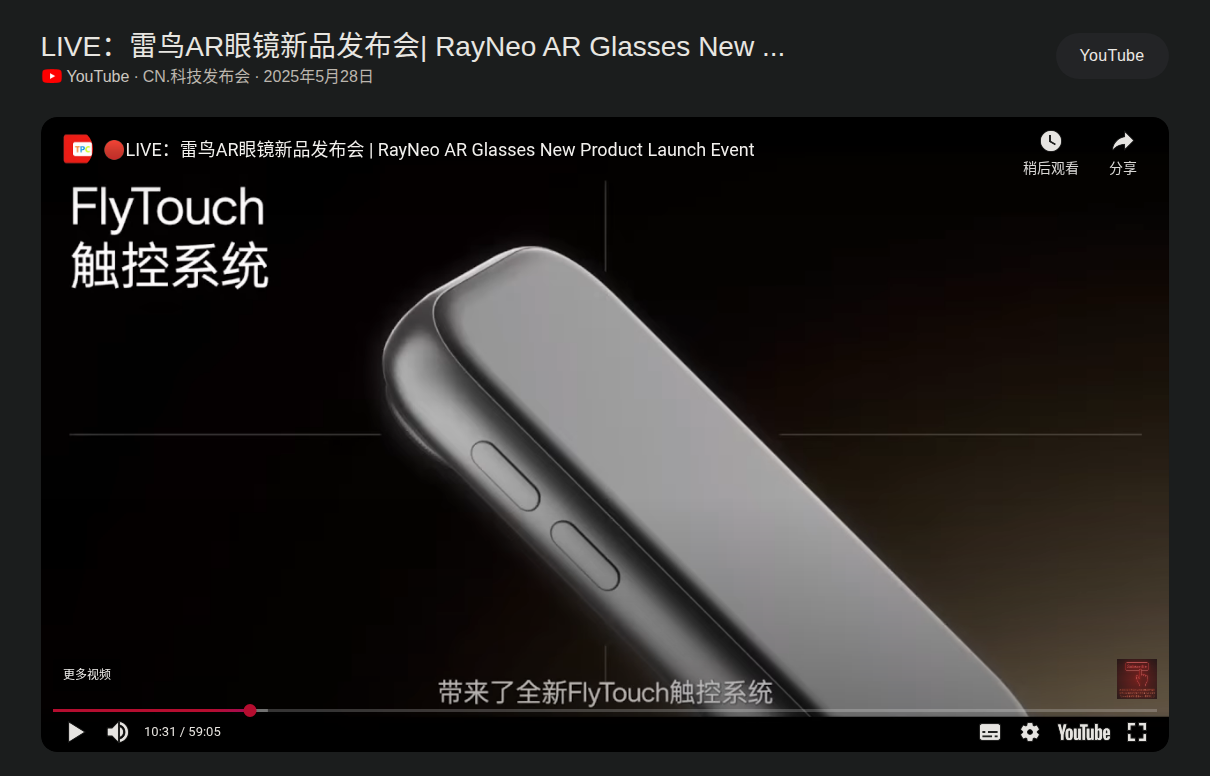 LIVE：雷鸟AR眼镜新品发布会| RayNeo AR Glasses New ...
YouTube · CN.科技发布会 · 2025年5月28日
YouTube
TPC
🔴LIVE：雷鸟AR眼镜新品发布会 | RayNeo AR Glasses New Product Launch Event
稍后观看
分享
FlyTouch
触控系统
更多视频
带来了全新FlyTouch触控系统
10:31 / 59:05
YouTube